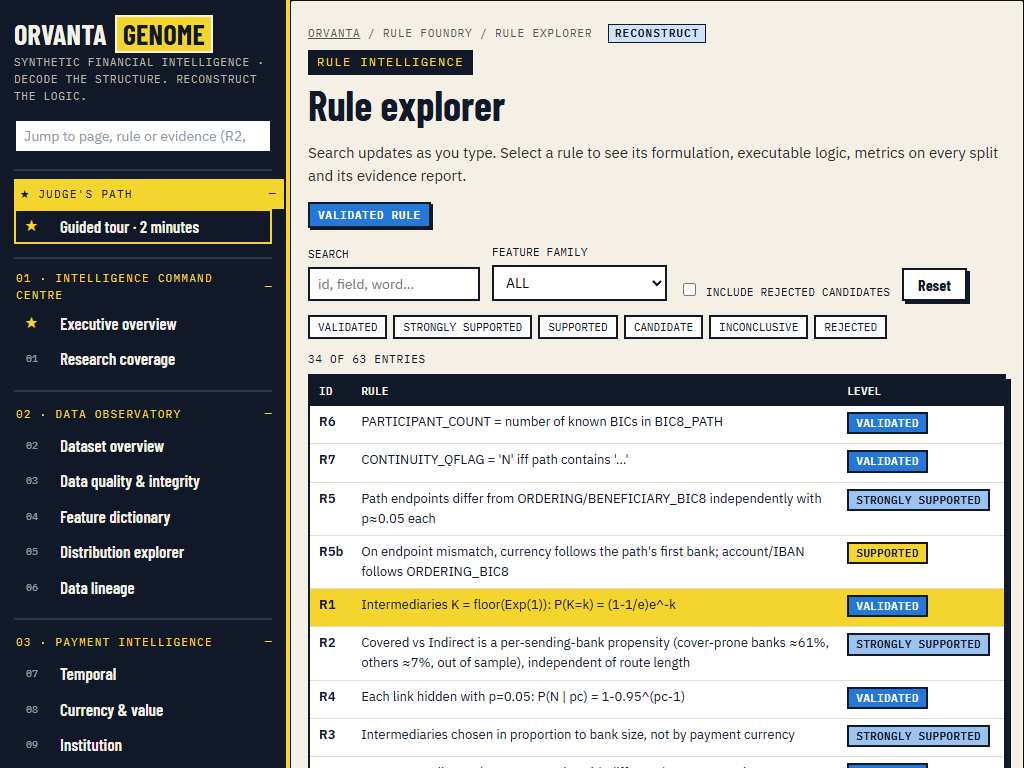 ORVANTA GENOME
SYNTHETIC FINANCIAL INTELLIGENCE ·
DECODE THE STRUCTURE. RECONSTRUCT
THE LOGIC.
Jump to page, rule or evidence (R2,
★ JUDGE'S PATH –
★ Guided tour · 2 minutes
01 · INTELLIGENCE COMMAND
CENTRE –
★ Executive overview
01 Research coverage
02 · DATA OBSERVATORY –
02 Dataset overview
03 Data quality & integrity
04 Feature dictionary
05 Distribution explorer
06 Data lineage
03 · PAYMENT INTELLIGENCE –
07 Temporal
08 Currency & value
09 Institution
ORVANTA / RULE FOUNDRY / RULE EXPLORER RECONSTRUCT
RULE INTELLIGENCE
Rule explorer
Search updates as you type. Select a rule to see its formulation, executable logic, metrics on every split
and its evidence report.
VALIDATED RULE
SEARCH
FEATURE FAMILY
id, field, word...
ALL
INCLUDE REJECTED CANDIDATES
Reset
VALIDATED STRONGLY SUPPORTED SUPPORTED CANDIDATE INCONCLUSIVE REJECTED
34 OF 63 ENTRIES
ID RULE LEVEL
R6 PARTICIPANT_COUNT = number of known BICs in BIC8_PATH VALIDATED
R7 CONTINUITY_QFLAG = 'N' iff path contains '...' VALIDATED
R5 Path endpoints differ from ORDERING/BENEFICIARY_BIC8 independently with STRONGLY SUPPORTED
p≈0.05 each
R5b On endpoint mismatch, currency follows the path's first bank; account/IBAN SUPPORTED
follows ORDERING_BIC8
R1 Intermediaries K = floor(Exp(1)): P(K=k) = (1-1/e)e^-k VALIDATED
R2 Covered vs Indirect is a per-sending-bank propensity (cover-prone banks ≈61%, STRONGLY SUPPORTED
others ≈7%, out of sample), independent of route length
R4 Each link hidden with p=0.05: P(N | pc) = 1-0.95^(pc-1) VALIDATED
R3 Intermediaries chosen in proportion to bank size, not by payment currency STRONGLY SUPPORTED